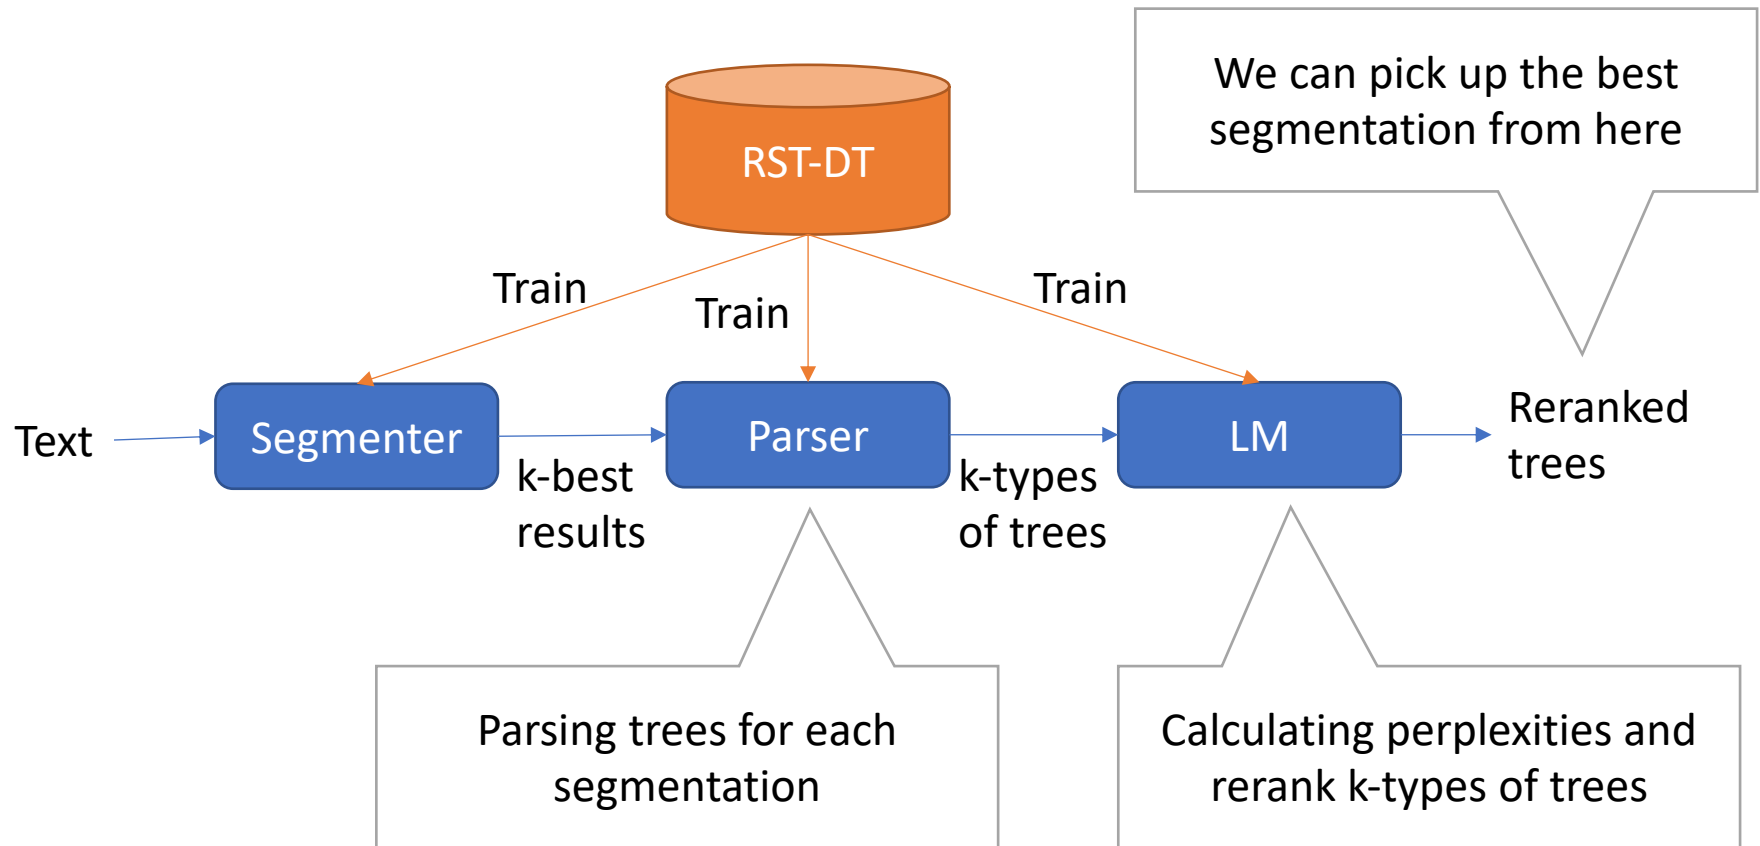 We can pick up the best
segmentation from here
RST-DT
Train
Train
Train
Text
Segmenter
k-best
results
Parser
k-types
of trees
LM
Reranked
trees
Parsing trees for each
segmentation
Calculating perplexities and
rerank k-types of trees